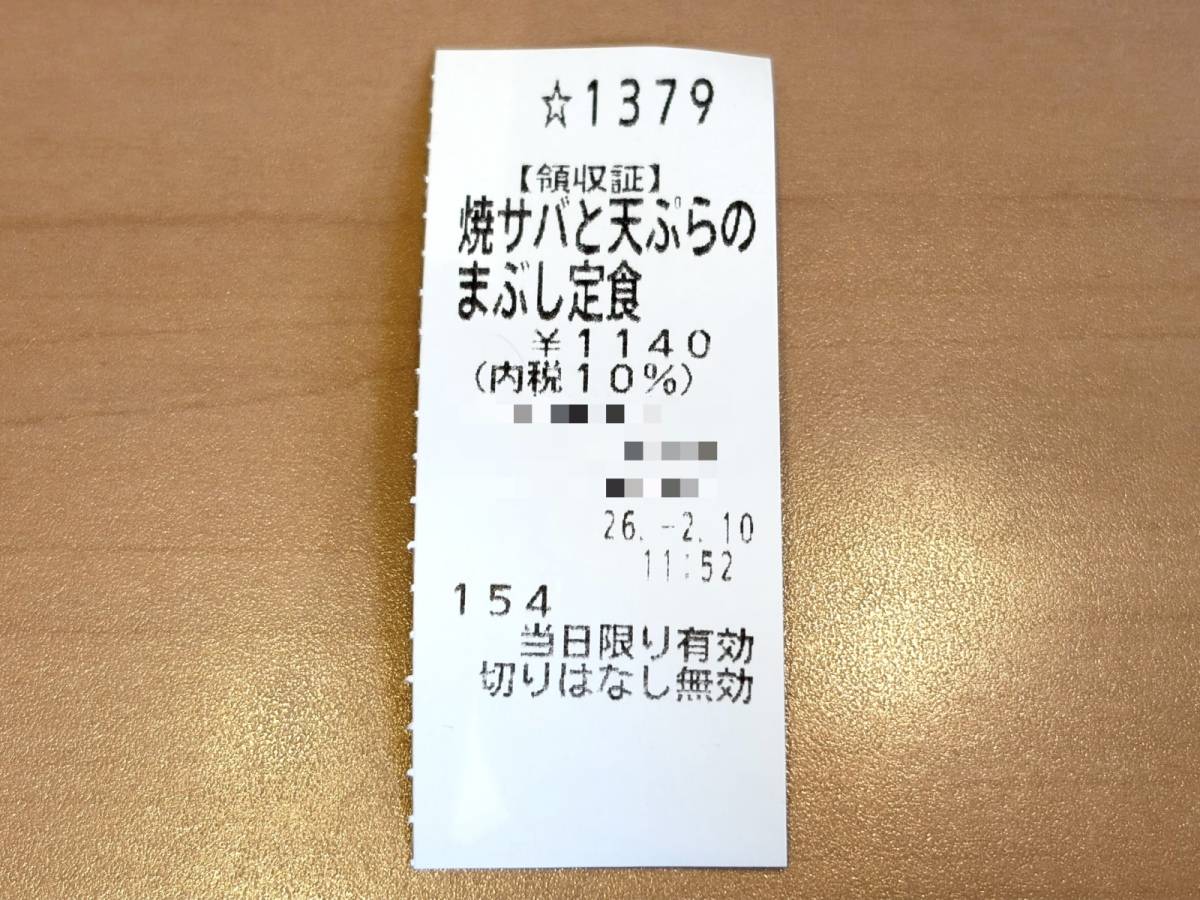 ☆1379
【領収証】
焼サバと天ぷらの
まぶし定食
¥1140
(内税10%)
26.-2.10
11:52
154
当日限り有効
切りはなし無効